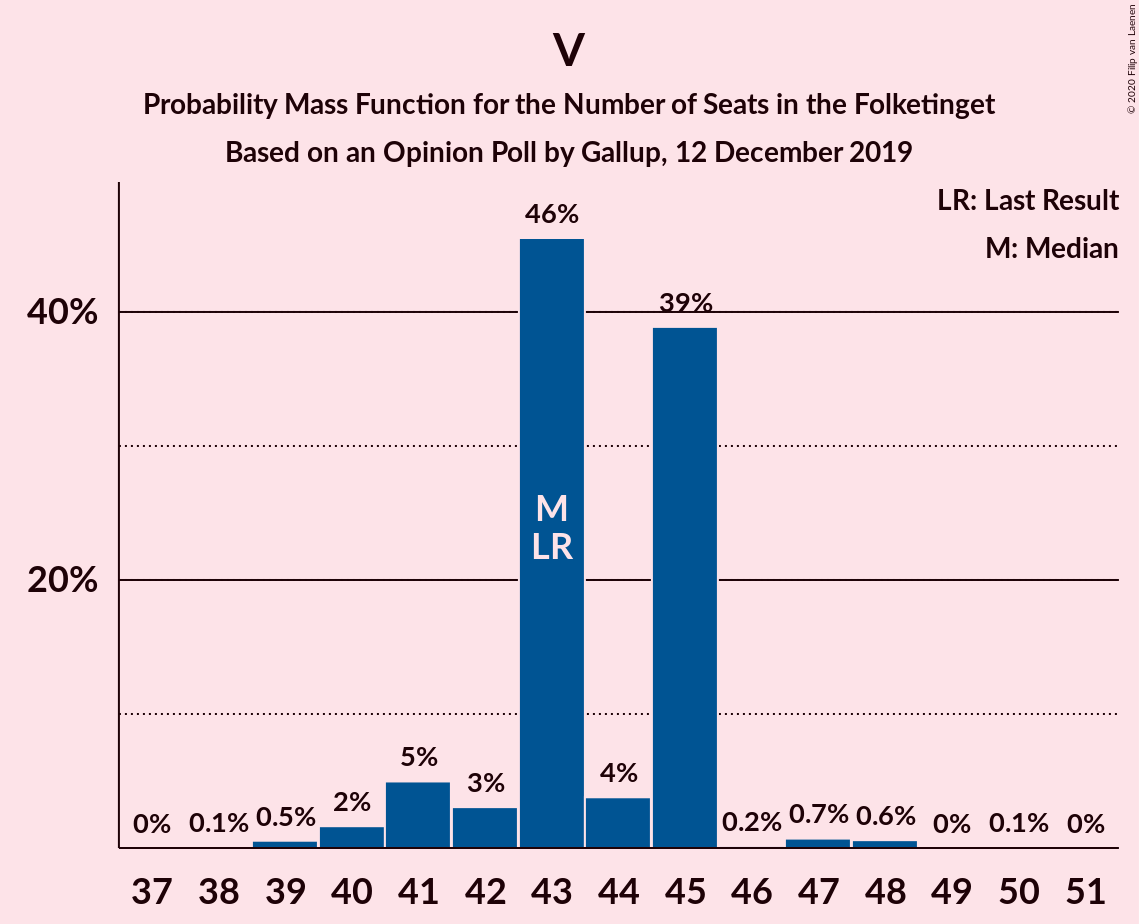 V
Probability Mass Function for the Number of Seats in the Folketinget
Based on an Opinion Poll by Gallup, 12 December 2019
© 2020 Filip van Laenen
LR: Last Result
M: Median
40%
20%
0%
0.1%
0.5%
2%
5%
3%
46%
4%
39%
0.2%
0.7%
0.6%
0%
0.1%
0%
M
LR
37 38 39 40 41 42 43 44 45 46 47 48 49 50 51